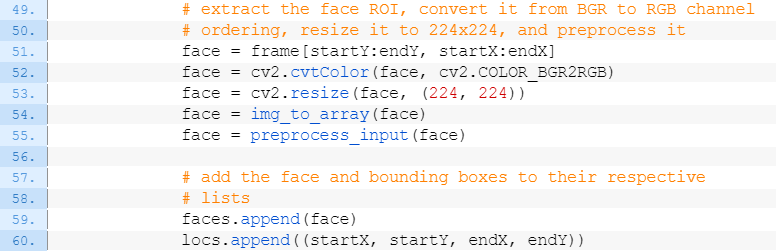 49. # extract the face ROI, convert it from BGR to RGB channel
50. # ordering, resize it to 224x224, and preprocess it
51. face = frame[startY:endY, startX:endX]
52. face = cv2.cvtColor(face, cv2.COLOR_BGR2RGB)
53. face = cv2.resize(face, (224, 224))
54. face = img_to_array(face)
55. face = preprocess_input(face)
56.
57. # add the face and bounding boxes to their respective
58. # lists
59. faces.append(face)
60. locs.append((startX, startY, endX, endY))